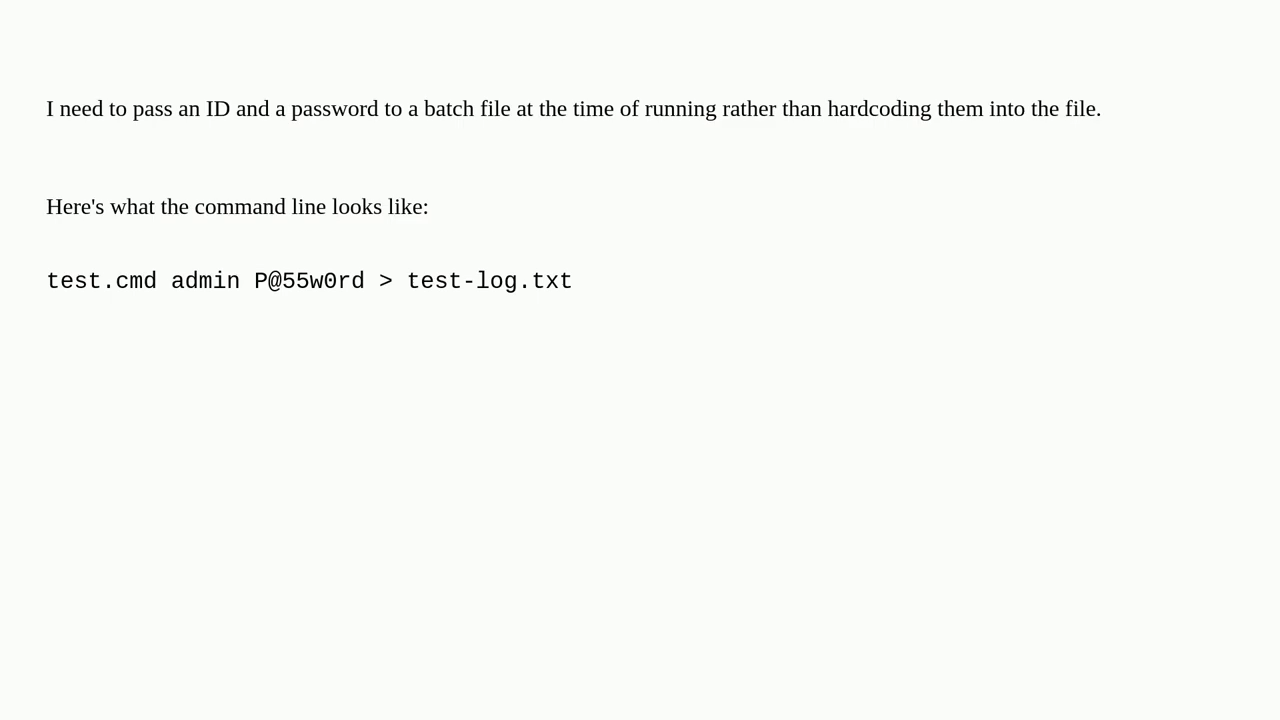 I need to pass an ID and a password to a batch file at the time of running rather than hardcoding them into the file.
Here's what the command line looks like:
test.cmd admin P@55w0rd > test-log.txt